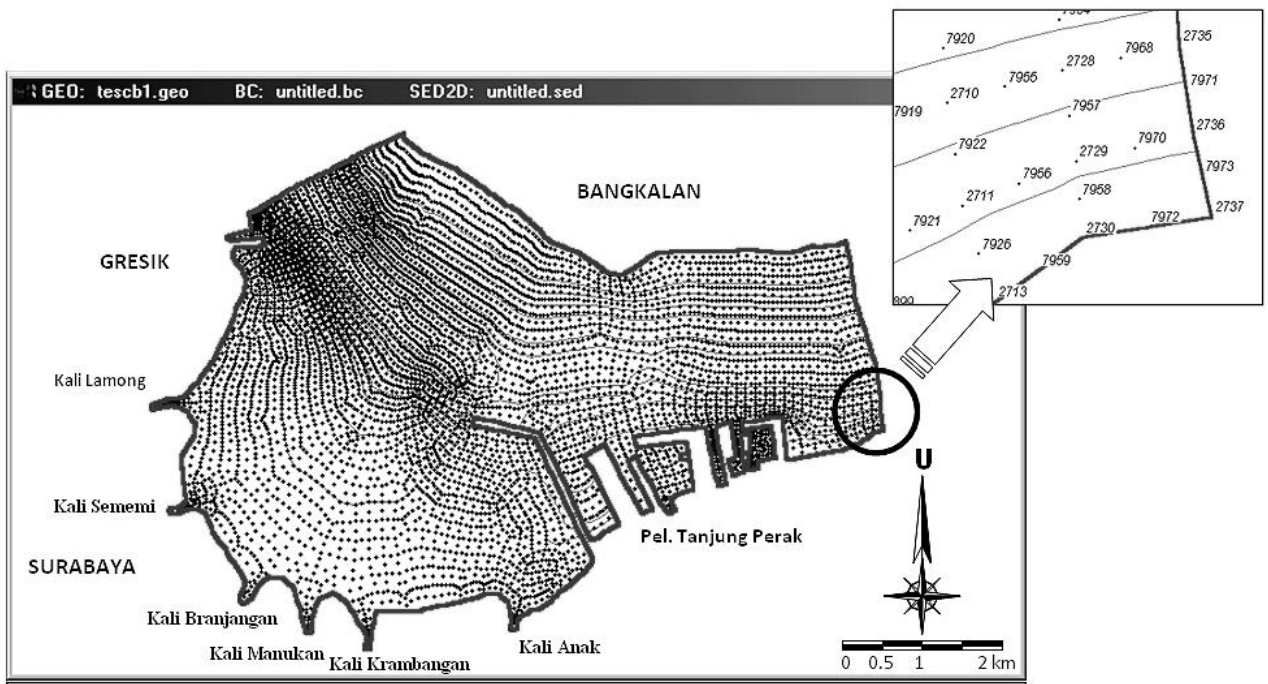 GEO: tescb1.geo BC: untitled.bc SED2D: untitled.sed
BANGKALAN
GRESIK
Kali Lamong
Kali Sememi
SURABAYA
Kali Branjangan
Kali Manukan
Kali Krambangan
Kali Anak
Pel. Tanjung Perak
U
0 0.5 1 2 km
7920
2735
7968
2728
7955
7971
2710
7919
7957
2736
7922
7970
2729
7973
7956
7958
2711
2737
7972
7921
2730
7926
7959
2713